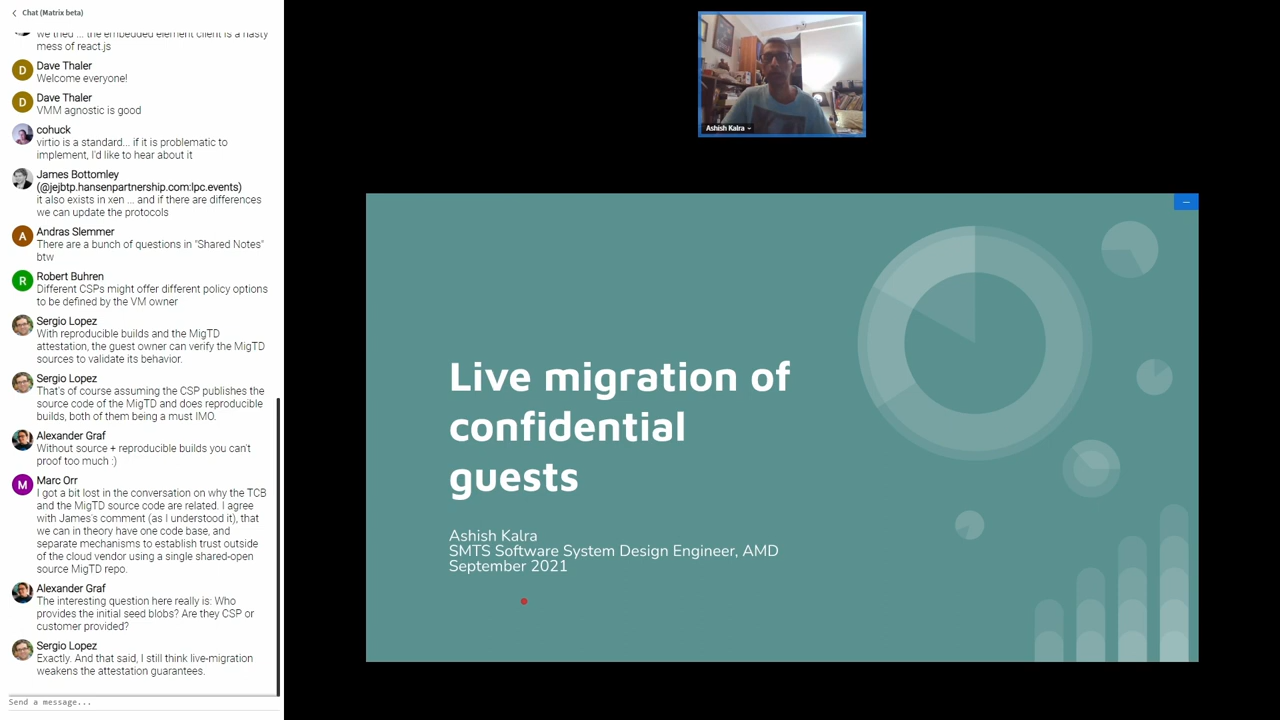 Chat (Matrix beta)
we tried ... the embedded element client is a nasty
mess of react.js
D
Dave Thaler
Welcome everyone!
D
Dave Thaler
VMM agnostic is good
cohuck
virtio is a standard... if it is problematic to
implement, I'd like to hear about it
James Bottomley
(@jejbtp.hansenpartnership.com:lpc.events)
it also exists in xen ... and if there are differences
we can update the protocols
A
Andras Slemmer
There are a bunch of questions in "Shared Notes"
btw
R
Robert Buhren
Different CSPs might offer different policy options
to be defined by the VM owner
Sergio Lopez
With reproducible builds and the MigTD
attestation, the guest owner can verify the MigTD
sources to validate its behavior.
Sergio Lopez
That's of course assuming the CSP publishes the
source code of the MigTD and does reproducible
builds, both of them being a must IMO.
Alexander Graf
Without source + reproducible builds you can't
proof too much :)
M
Marc Orr
I got a bit lost in the conversation on why the TCB
and the MigTD source code are related. I agree
with James's comment (as I understood it), that
we can in theory have one code base, and
separate mechanisms to establish trust outside
of the cloud vendor using a single shared-open
source MigTD repo.
Alexander Graf
The interesting question here really is: Who
provides the initial seed blobs? Are they CSP or
customer provided?
Sergio Lopez
Exactly. And that said, I still think live-migration
weakens the attestation guarantees.
Send a message...
Ashish Kalra
Live migration of
confidential
guests
Ashish Kalra
SMTS Software System Design Engineer, AMD
September 2021